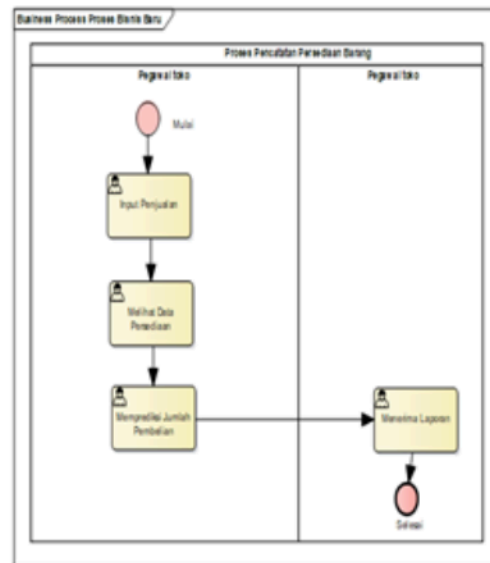 Business Process Proses Bisnis Baru
Proses Pencatatan Persediaan Barang
Pegawai toko
Pegawai toko
Mulai
Input Penjualan
Melihat Data
Persediaan
Memprediksi Jumlah
Pembelian
Menerima Laporan
Selesai